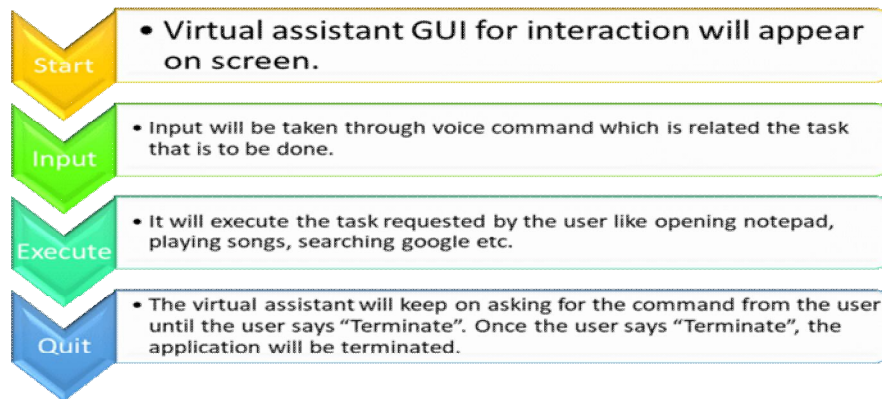 Start
• Virtual assistant GUI for interaction will appear
on screen.
Input
• Input will be taken through voice command which is related the task
that is to be done.
Execute
• It will execute the task requested by the user like opening notepad,
playing songs, searching google etc.
Quit
• The virtual assistant will keep on asking for the command from the user
until the user says “Terminate”. Once the user says “Terminate”, the
application will be terminated.